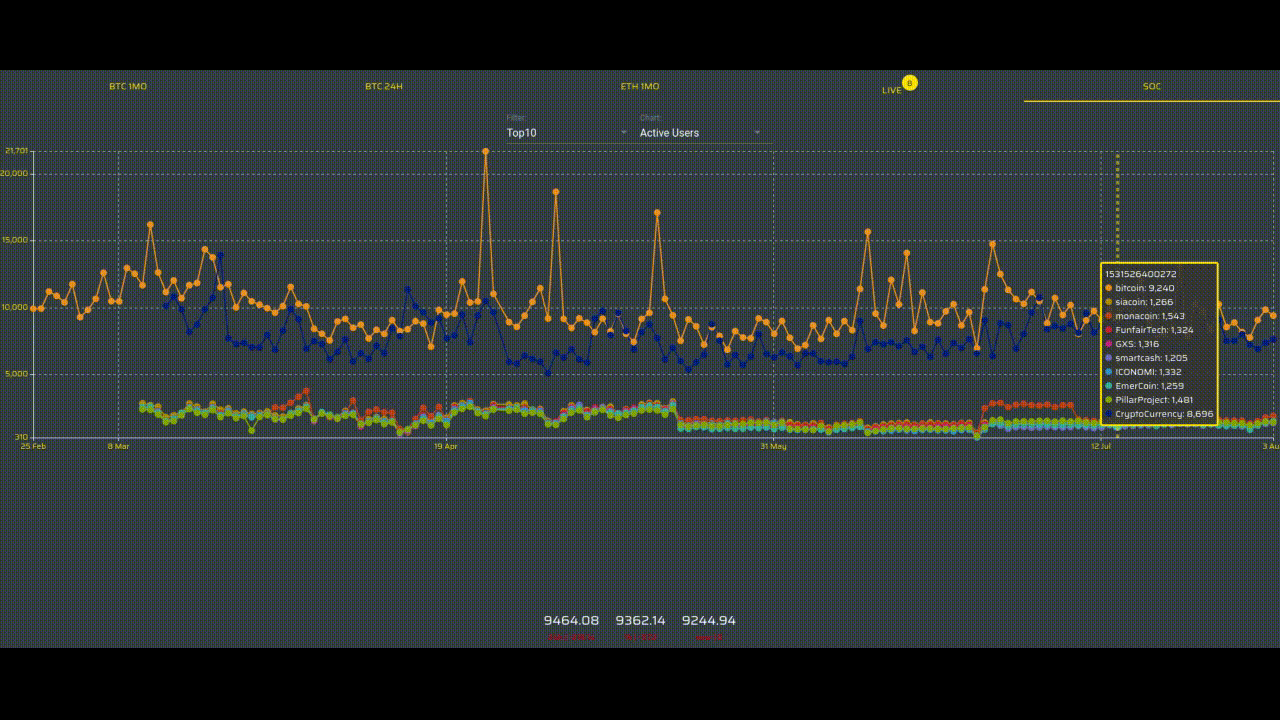 BTC 1MO BTC 24H ETH 1MO LIVE 8 SOC
Filter: Chart:
Top10 Active Users
21,701
20,000
15,000
10,000
5,000
310
25 Feb 8 Mar 19 Apr 31 May 12 Jul 3 Au
1531526400272
bitcoin: 9,240
siacoin: 1,266
monacoin: 1,543
FunfairTech: 1,324
GXS: 1,316
smartcash: 1,205
ICONOMI: 1,332
EmerCoin: 1,259
PillarProject: 1,481
CryptoCurrency: 8,696
9464.08 9362.14 9244.94